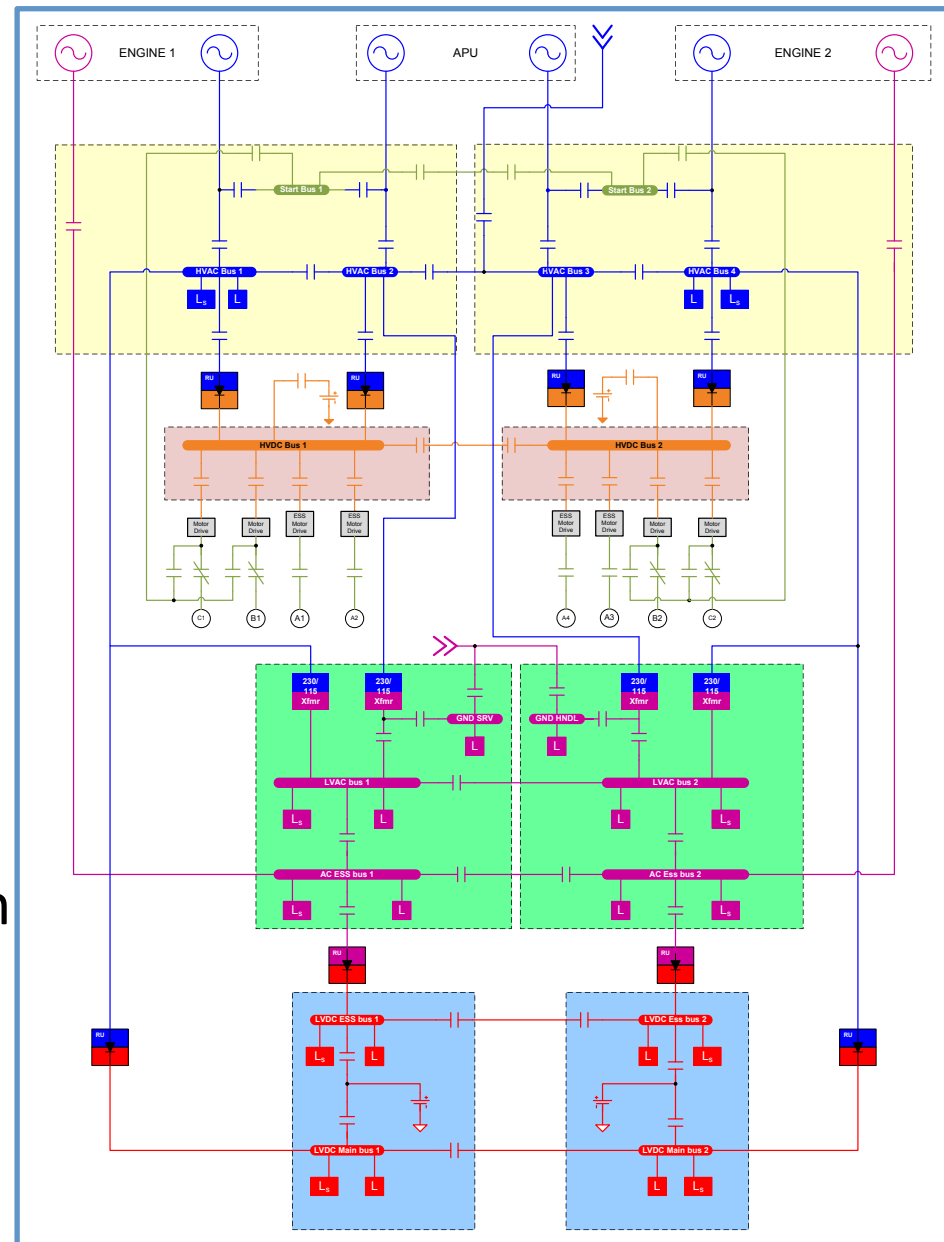 ENGINE 1
APU
ENGINE 2
Start Bus 1
Start Bus 2
HVAC Bus 1
HVAC Bus 2
HVAC Bus 3
HVAC Bus 4
Ls
L
L
Ls
RU
RU
RU
RU
HVDC Bus 1
HVDC Bus 2
Motor
Drive
Motor
Drive
ESS
Motor
Drive
ESS
Motor
Drive
ESS
Motor
Drive
ESS
Motor
Drive
Motor
Drive
Motor
Drive
C1
B1
A1
A2
A4
A3
B2
C2
230/
115
Xfmr
230/
115
Xfmr
230/
115
Xfmr
230/
115
Xfmr
GND SRV
GND HNDL
L
L
LVAC bus 1
LVAC bus 2
Ls
L
L
Ls
AC ESS bus 1
AC Ess bus 2
Ls
L
L
Ls
n
RU
RU
LVDC ESS bus 1
LVDC Ess bus 2
RU
RU
Ls
L
L
Ls
LVDC Main bus 1
LVDC Main bus 2
Ls
L
L
Ls